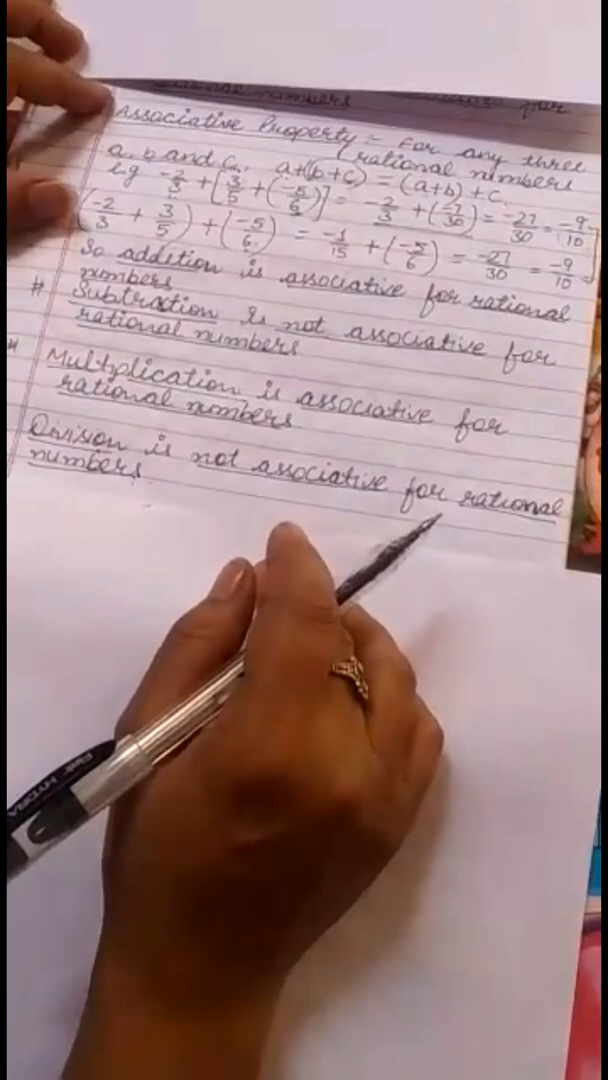 Associative Property :- For any three
rational numbers
a, b and c, a+(b+c) = (a+b)+c.
eg -2/3 + [3/5 + (-5/6)] = -2/3 + (-7/30) = -27/30 = -9/10
(-2/3 + 3/5) + (-5/6) = -1/15 + (-5/6) = -27/30 = -9/10
So addition is associative for rational
numbers
# Subtraction is not associative for
rational numbers
Multiplication is associative for
rational numbers
Division is not associative for rational
numbers.
HYDRA